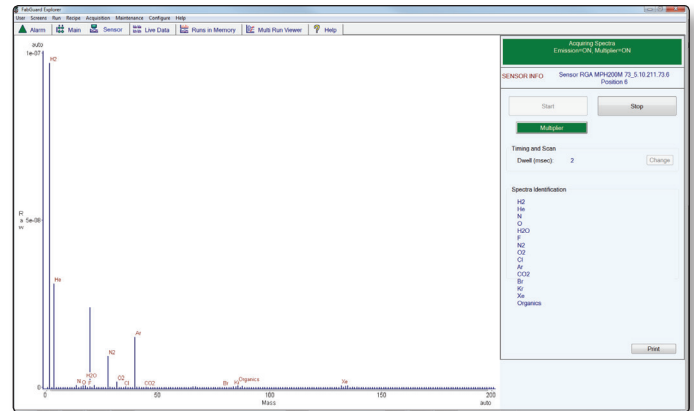 FabGuard Explorer
User Screens Run Recipe Acquisition Maintenance Configure Help
Alarm Main Sensor Live Data Runs in Memory Multi Run Viewer Help
auto
1e-07
H2
Raw
5e-08
He
Ar
N2
H2O
N O F O2 Cl CO2 Br Kr Organics Xe
0
0 50 100 150 200
Mass auto
Acquiring Spectra
Emission=ON, Multiplier=ON
SENSOR INFO Sensor RGA MPH200M 73_5.10.211.73.6
Position 6
Start Stop
Multiplier
Timing and Scan
Dwell (msec): 2 Change
Spectra Identification
H2
He
N
O
H2O
F
N2
O2
Cl
Ar
CO2
Br
Kr
Xe
Organics
Print